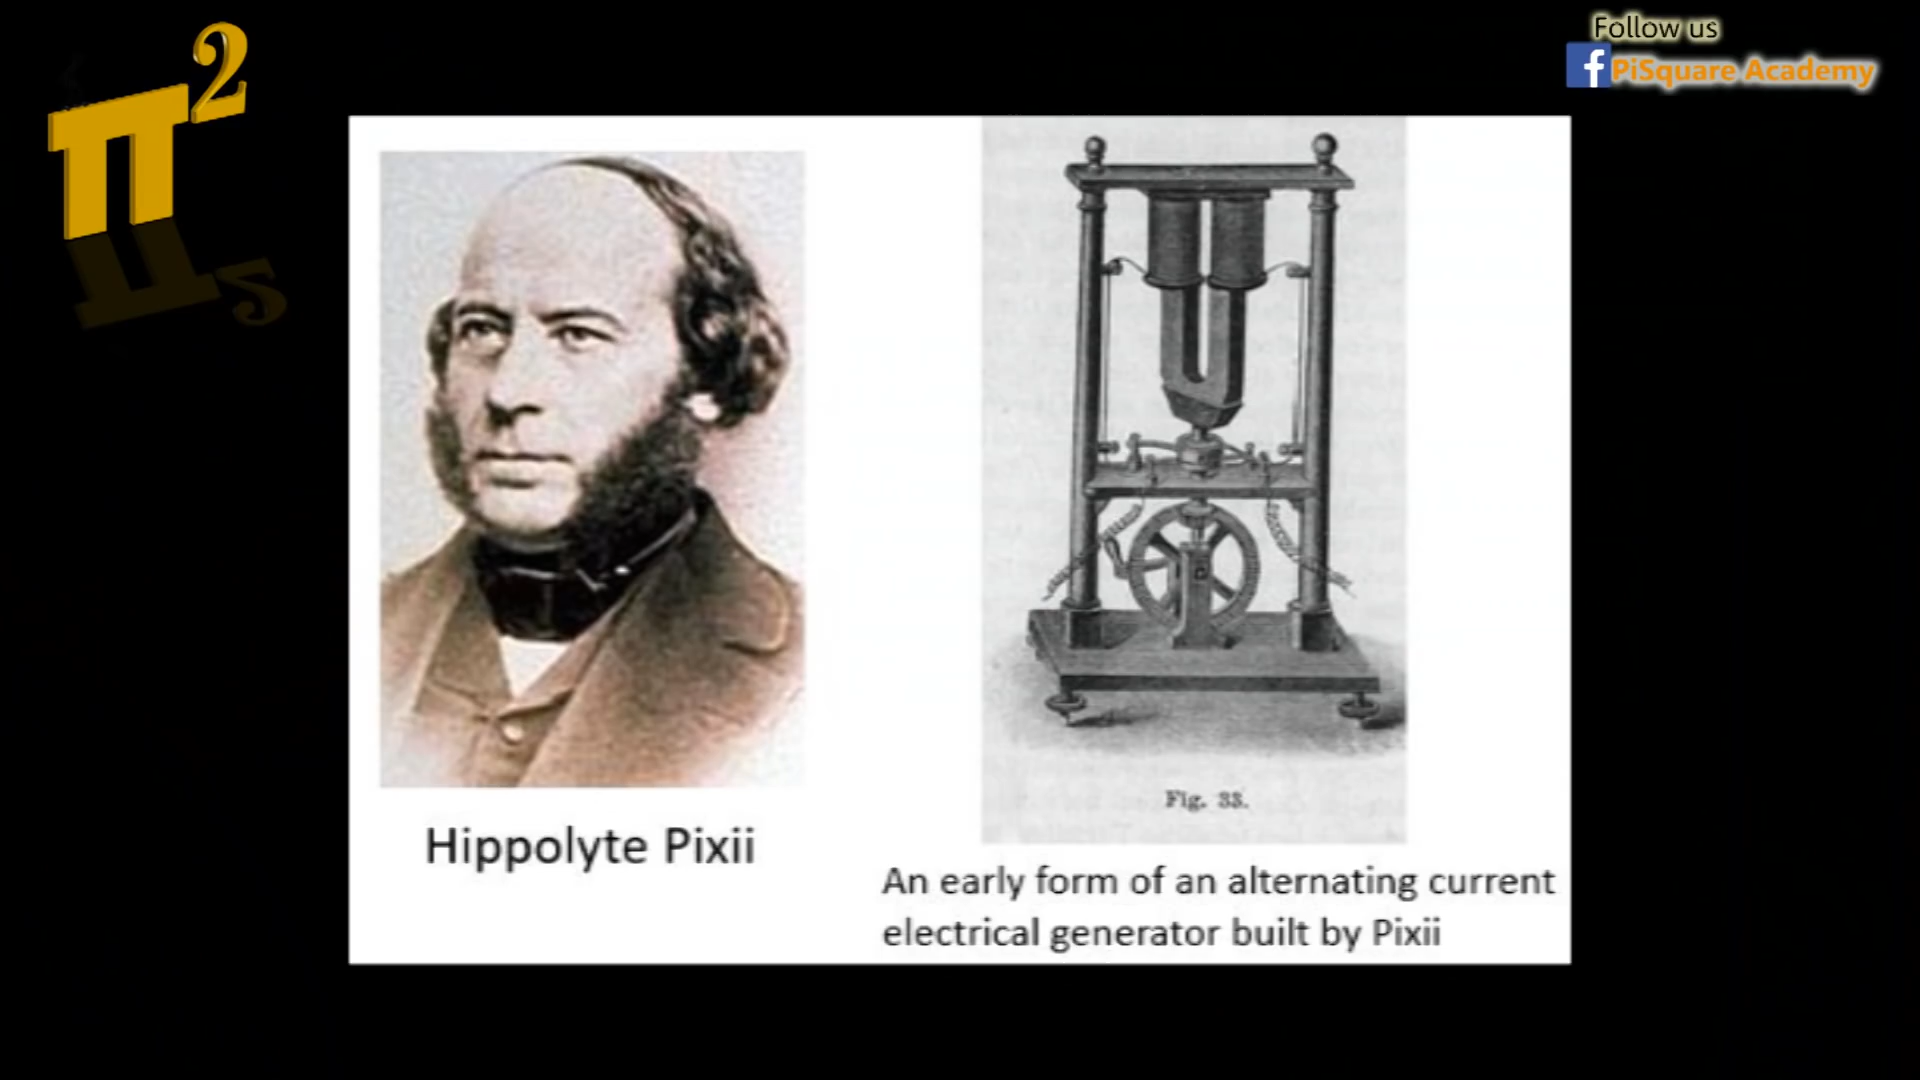 π2
Follow us
f PiSquare Academy
Hippolyte Pixii
Fig. 33.
An early form of an alternating current
electrical generator built by Pixii